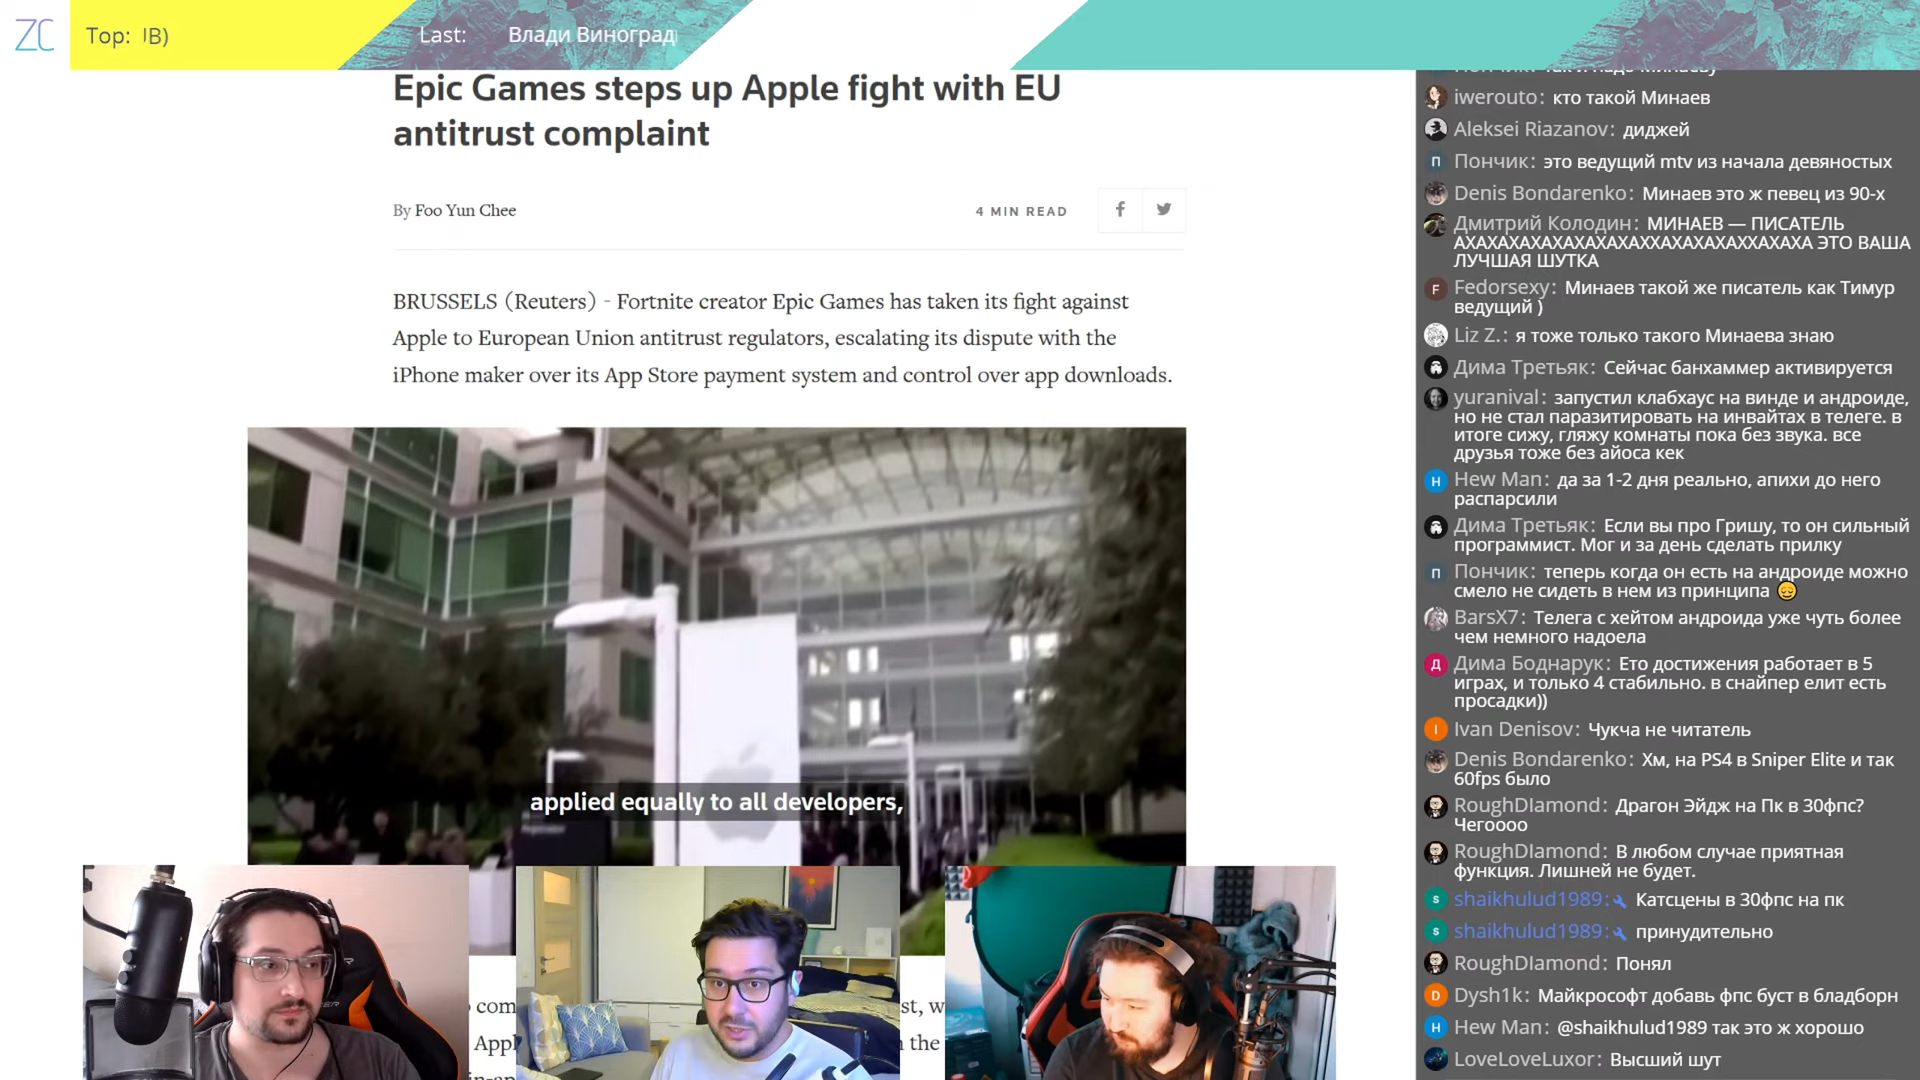 ZC
Top: IB)
Last: Влади Виноград
Epic Games steps up Apple fight with EU
antitrust complaint
By Foo Yun Chee
4 MIN READ
BRUSSELS (Reuters) - Fortnite creator Epic Games has taken its fight against
Apple to European Union antitrust regulators, escalating its dispute with the
iPhone maker over its App Store payment system and control over app downloads.
applied equally to all developers,
com
st, w
Appl
the
iwerouto: кто такой Минаев
Aleksei Riazanov: диджей
П Пончик: это ведущий mtv из начала девяностых
Denis Bondarenko: Минаев это ж певец из 90-х
Дмитрий Колодин: МИНАЕВ — ПИСАТЕЛЬ
АХАХАХАХАХАХАХАХАХХАХАХАХАХХАХАХА ЭТО ВАША
ЛУЧШАЯ ШУТКА
F Fedorsexy: Минаев такой же писатель как Тимур
ведущий )
Liz Z.: я тоже только такого Минаева знаю
Дима Третьяк: Сейчас банхаммер активируется
yuranival: запустил клабхаус на винде и андроиде,
но не стал паразитировать на инвайтах в телеге. в
итоге сижу, гляжу комнаты пока без звука. все
друзья тоже без айоса кек
H Hew Man: да за 1-2 дня реально, апихи до него
распарсили
Дима Третьяк: Если вы про Гришу, то он сильный
программист. Мог и за день сделать прилку
П Пончик: теперь когда он есть на андроиде можно
смело не сидеть в нем из принципа 😌
BarsX7: Телега с хейтом андроида уже чуть более
чем немного надоела
Д Дима Боднарук: Ето достижения работает в 5
играх, и только 4 стабильно. в снайпер елит есть
просадки))
I Ivan Denisov: Чукча не читатель
Denis Bondarenko: Хм, на PS4 в Sniper Elite и так
60fps было
RoughDIamond: Драгон Эйдж на Пк в 30фпс?
Чегоооо
RoughDIamond: В любом случае приятная
функция. Лишней не будет.
S shaikhulud1989: Катсцены в 30фпс на пк
S shaikhulud1989: принудительно
RoughDIamond: Понял
D Dysh1k: Майкрософт добавь фпс буст в бладборн
H Hew Man: @shaikhulud1989 так это ж хорошо
LoveLoveLuxor: Высший шут